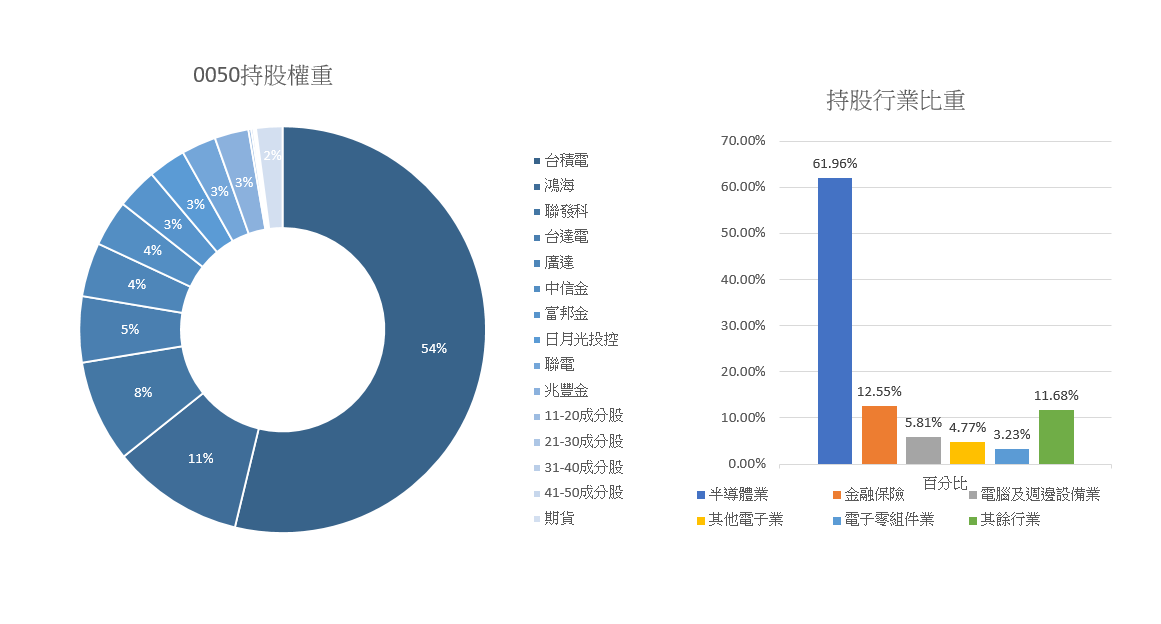 0050持股權重
2%
3%
3%
3%
3%
4%
4%
5%
8%
11%
54%
台積電
鴻海
聯發科
台達電
廣達
中信金
富邦金
日月光投控
聯電
兆豐金
11-20成分股
21-30成分股
31-40成分股
41-50成分股
期貨
持股行業比重
70.00%
60.00%
50.00%
40.00%
30.00%
20.00%
10.00%
0.00%
61.96%
12.55%
5.81%
4.77%
3.23%
11.68%
百分比
半導體業 金融保險 電腦及週邊設備業
其他電子業 電子零組件業 其餘行業